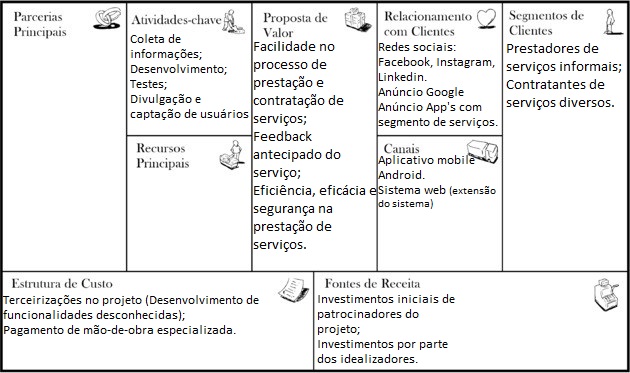 Parcerias
Principais
Atividades-chave
Coleta de
informações;
Desenvolvimento;
Testes;
Divulgação e
captação de usuários
Recursos
Principais
Proposta de
Valor
Facilidade no
processo de
prestação e
contratação de
serviços;
Feedback
antecipado do
serviço;
Eficiência, eficácia e
segurança na
prestação de
serviços.
Relacionamento
com Clientes
Redes sociais:
Facebook, Instagram,
Linkedin.
Anúncio Google
Anúncio App's com
segmento de serviços.
Canais
Aplicativo mobile
Android.
Sistema web (extensão
do sistema)
Segmentos de
Clientes
Prestadores de
serviços informais;
Contratantes de
serviços diversos.
Estrutura de Custo
Terceirizações no projeto (Desenvolvimento de
funcionalidades desconhecidas);
Pagamento de mão-de-obra especializada.
Fontes de Receita
Investimentos iniciais de
patrocinadores do
projeto;
Investimentos por parte
dos idealizadores.